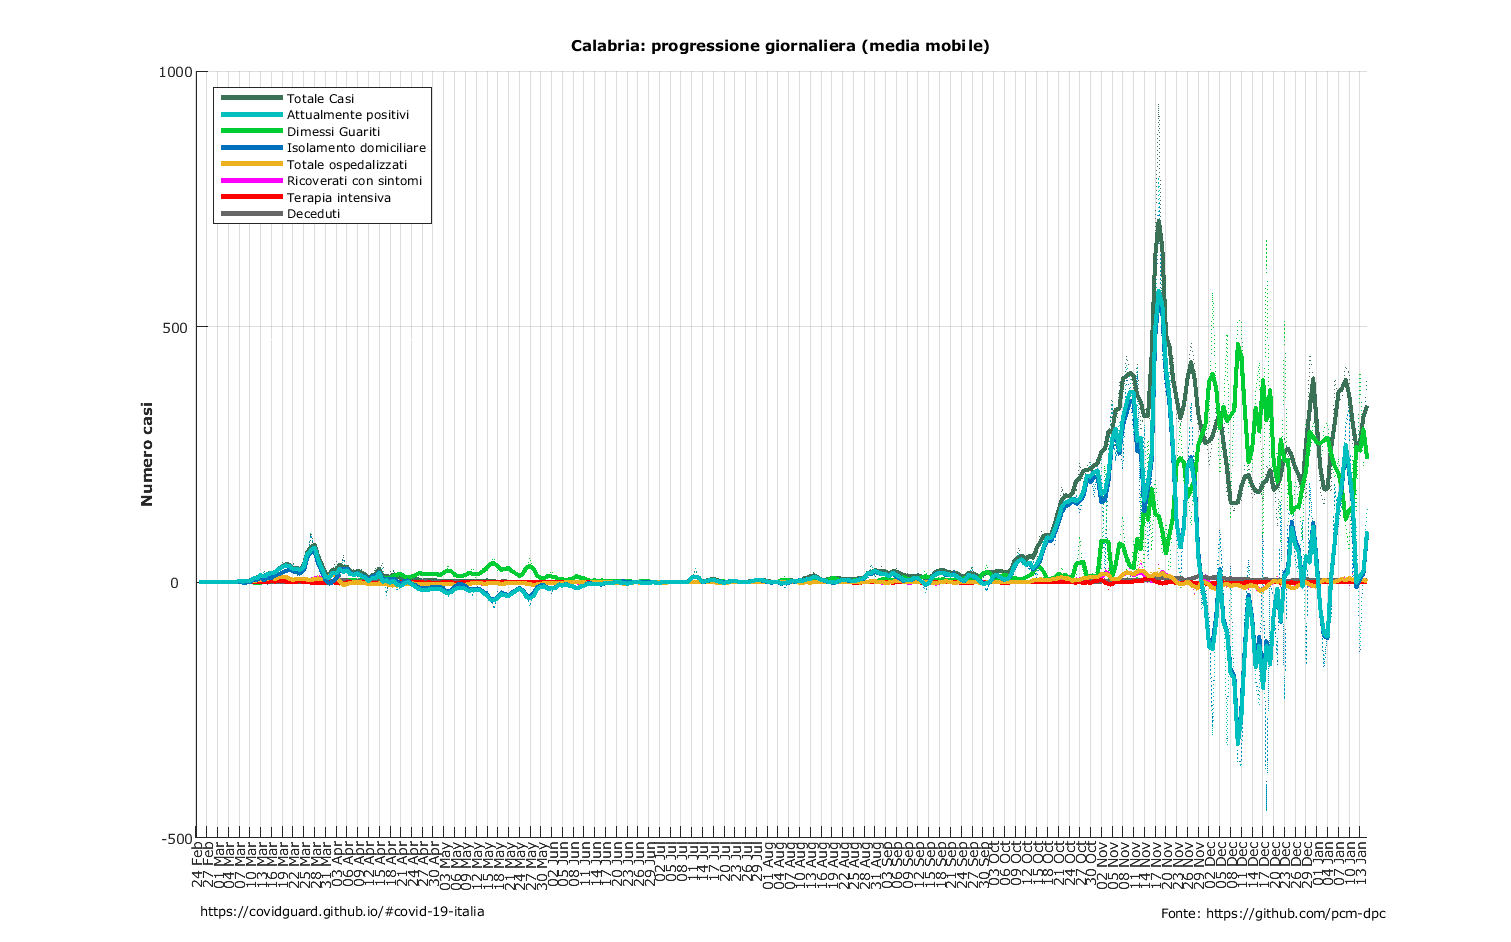 Calabria: progressione giornaliera (media mobile)
1000
Totale Casi
Attualmente positivi
Dimessi Guariti
Isolamento domiciliare
Totale ospedalizzati
Ricoverati con sintomi
Terapia intensiva
Deceduti
500
Numero casi
0
-500
24 Feb
27 Feb
01 Mar
04 Mar
07 Mar
10 Mar
13 Mar
16 Mar
19 Mar
22 Mar
25 Mar
28 Mar
31 Mar
03 Apr
06 Apr
09 Apr
12 Apr
15 Apr
18 Apr
21 Apr
24 Apr
27 Apr
30 Apr
03 May
06 May
09 May
12 May
15 May
18 May
21 May
24 May
27 May
30 May
02 Jun
05 Jun
08 Jun
11 Jun
14 Jun
17 Jun
20 Jun
23 Jun
26 Jun
29 Jun
02 Jul
05 Jul
08 Jul
11 Jul
14 Jul
17 Jul
20 Jul
23 Jul
26 Jul
29 Jul
01 Aug
04 Aug
07 Aug
10 Aug
13 Aug
16 Aug
19 Aug
22 Aug
25 Aug
28 Aug
31 Aug
03 Sep
06 Sep
09 Sep
12 Sep
15 Sep
18 Sep
21 Sep
24 Sep
27 Sep
30 Sep
03 Oct
06 Oct
09 Oct
12 Oct
15 Oct
18 Oct
21 Oct
24 Oct
27 Oct
30 Oct
02 Nov
05 Nov
08 Nov
11 Nov
14 Nov
17 Nov
20 Nov
23 Nov
26 Nov
29 Nov
02 Dec
05 Dec
08 Dec
11 Dec
14 Dec
17 Dec
20 Dec
23 Dec
26 Dec
29 Dec
01 Jan
04 Jan
07 Jan
10 Jan
13 Jan
https://covidguard.github.io/#covid-19-italia
Fonte: https://github.com/pcm-dpc